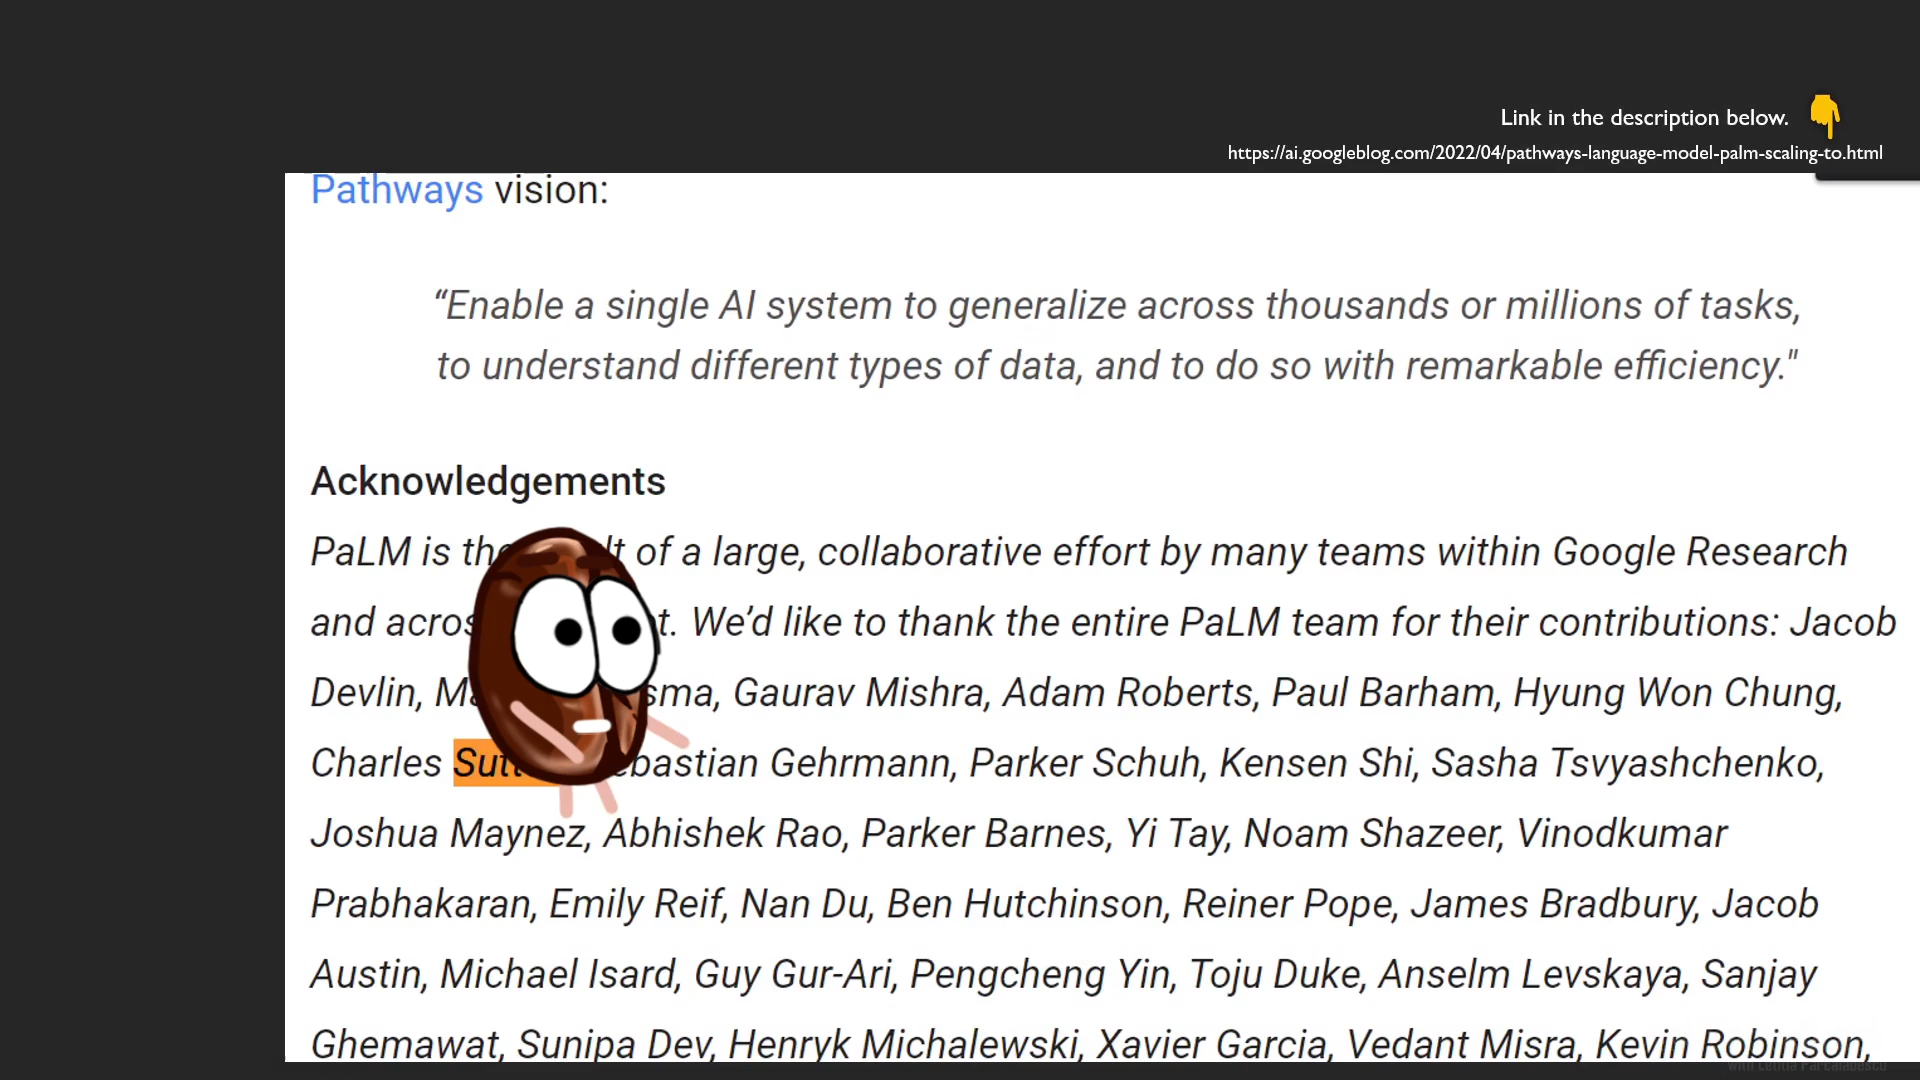 Link in the description below.
https://ai.googleblog.com/2022/04/pathways-language-model-palm-scaling-to.html
Pathways vision:
“Enable a single AI system to generalize across thousands or millions of tasks,
to understand different types of data, and to do so with remarkable efficiency."
Acknowledgements
PaLM is of a large, collaborative effort by many teams within Google Research
and We’d like to thank the entire PaLM team for their contributions: Jacob
Devlin, Gaurav Mishra, Adam Roberts, Paul Barham, Hyung Won Chung,
Charles Gehrmann, Parker Schuh, Kensen Shi, Sasha Tsvyashchenko,
Joshua Maynez, Abhishek Rao, Parker Barnes, Yi Tay, Noam Shazeer, Vinodkumar
Prabhakaran, Emily Reif, Nan Du, Ben Hutchinson, Reiner Pope, James Bradbury, Jacob
Austin, Michael Isard, Guy Gur-Ari, Pengcheng Yin, Toju Duke, Anselm Levskaya, Sanjay
Ghemawat, Sunipa Dev, Henryk Michalewski, Xavier Garcia, Vedant Misra, Kevin Robinson,